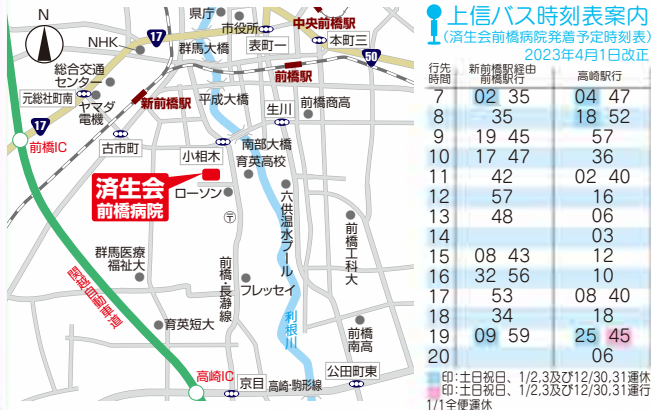 県庁
市役所
中央前橋駅
N
17
NHK
群馬大橋
表町一
本町三
50
総合交通
センター
前橋駅
元総社町南
ヤマダ
電機
新前橋駅
平成大橋
生川
前橋商高
17
前橋IC
古市町
小相木
南部大橋
育英高校
済生会
前橋病院
ローソン
〒
六供温水プール
前橋工科大
群馬医療
福祉大
前橋・長瀞線
フレッセイ
関越自動車道
利根川
育英短大
前橋
南高
高崎IC
京目
高崎・駒形線
公田町東
上信バス時刻表案内
(済生会前橋病院発着予定時刻表)
2023年4月1日改正
行先
時間
新前橋駅経由
前橋駅行
高崎駅行
7 02 35 04 47
8 35 18 52
9 19 45 57
10 17 47 36
11 42 02 40
12 57 16
13 48 06
14 03
15 08 43 12
16 32 56 10
17 53 08 40
18 34 18
19 09 59 25 45
20 06
印:土日祝日、1/2.3及び12/30.31運休
印:土日祝日、1/2.3及び12/30.31運行
1/1全便運休